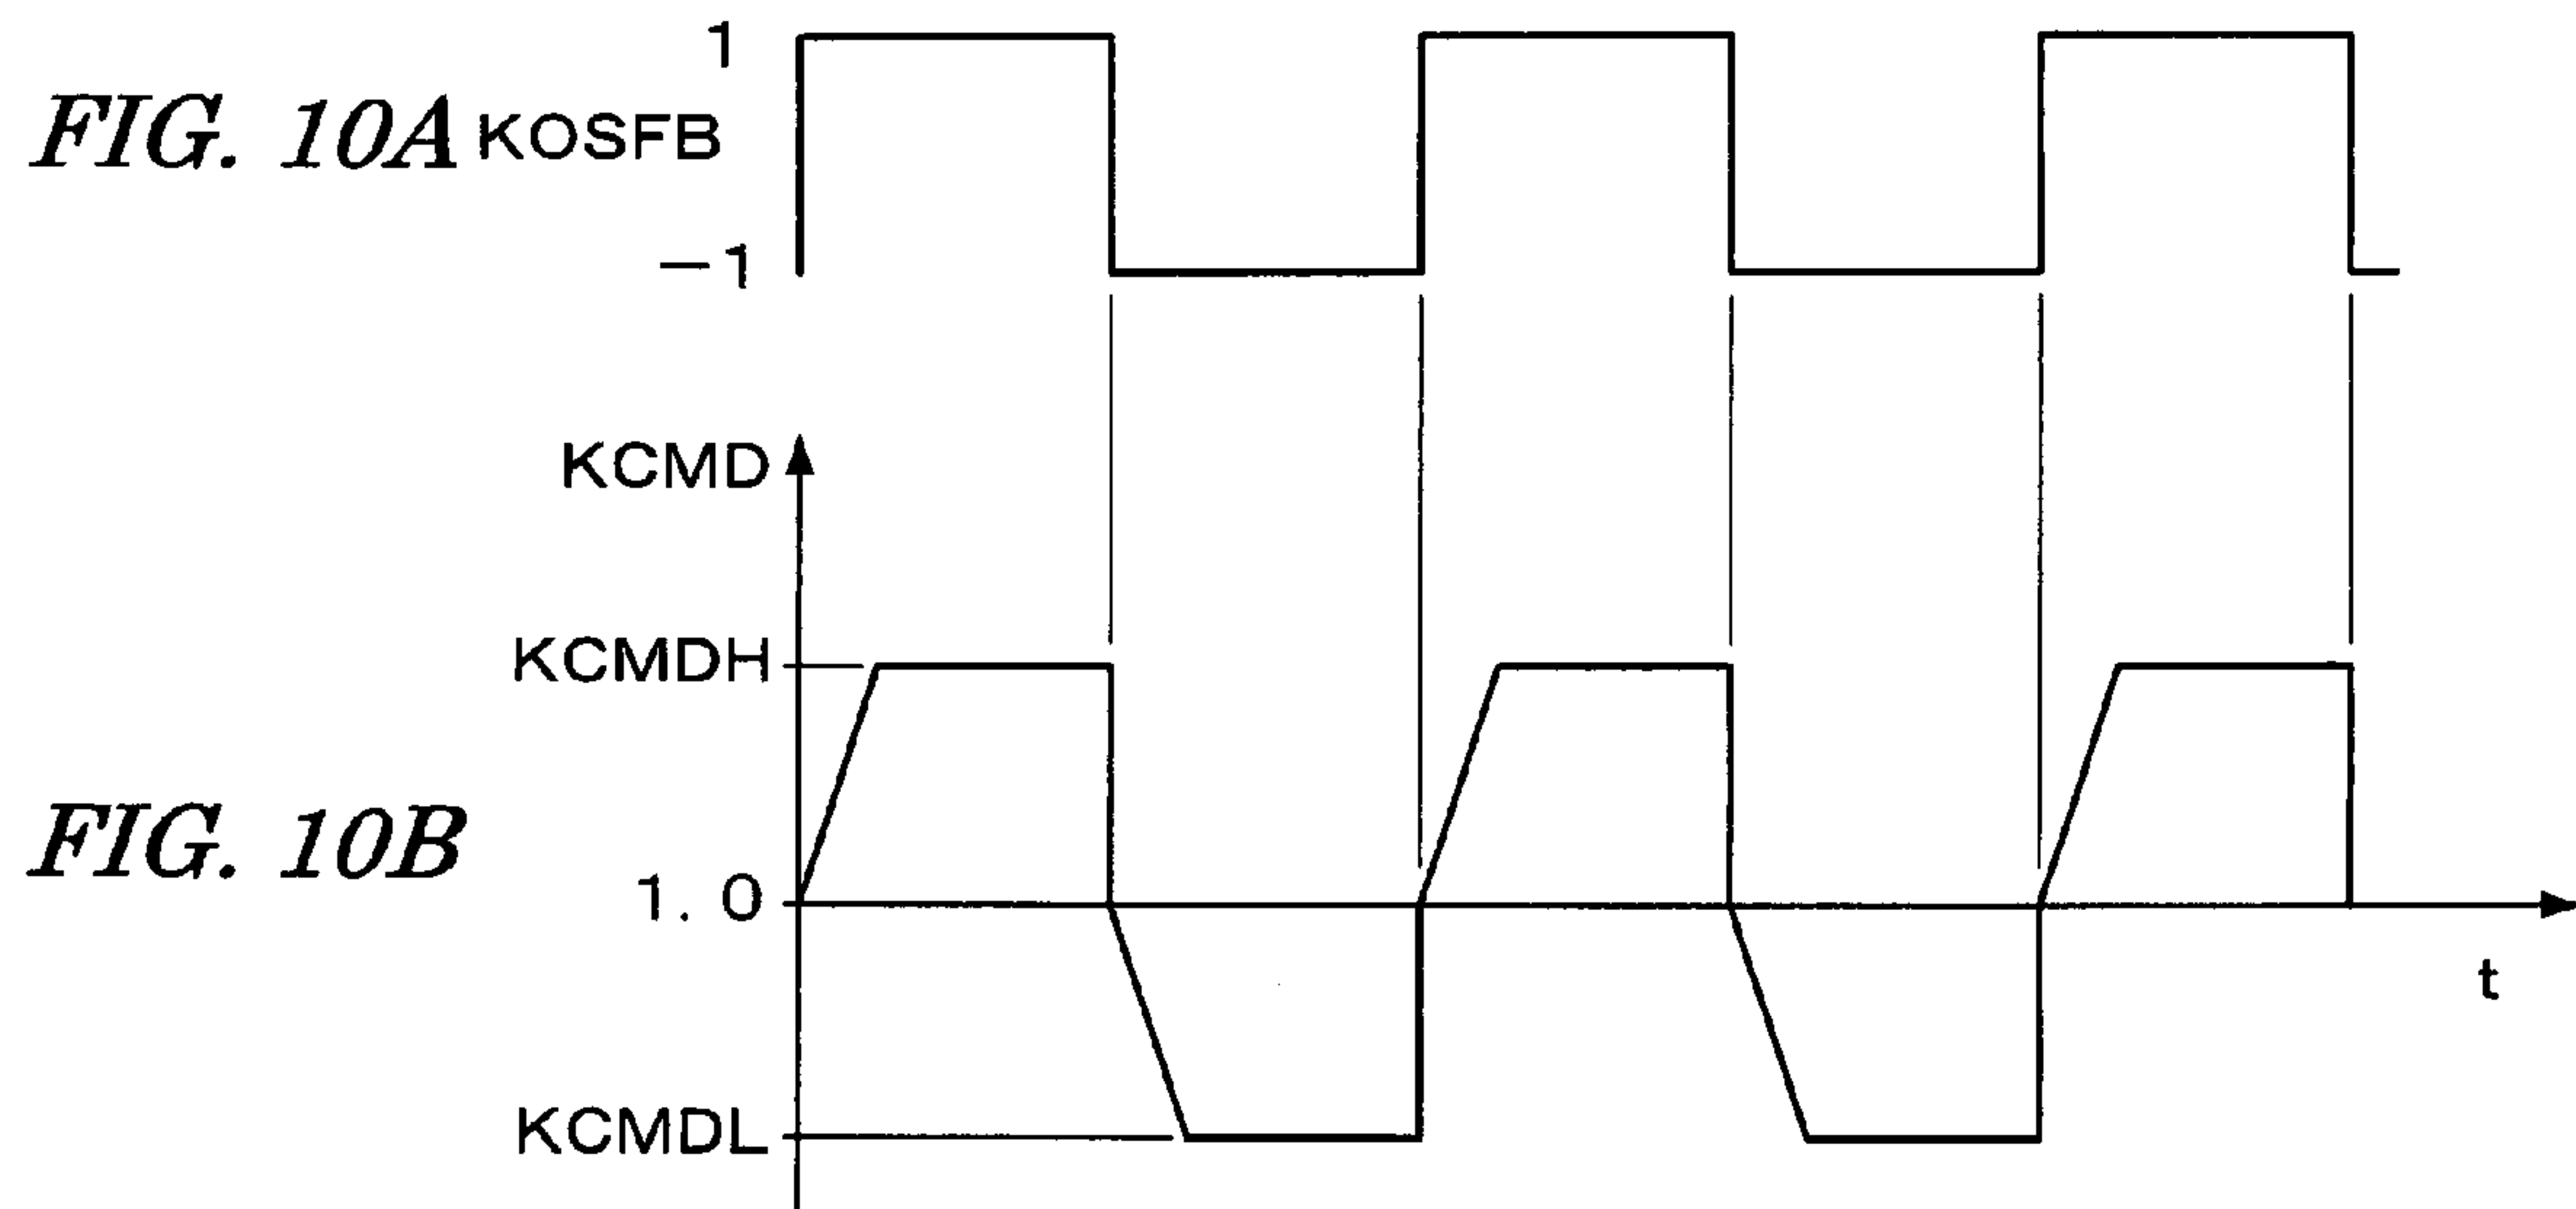 1
FIG. 10A KOSFB
−1
KCMD
KCMDH
FIG. 10B
1. 0
t
KCMDL